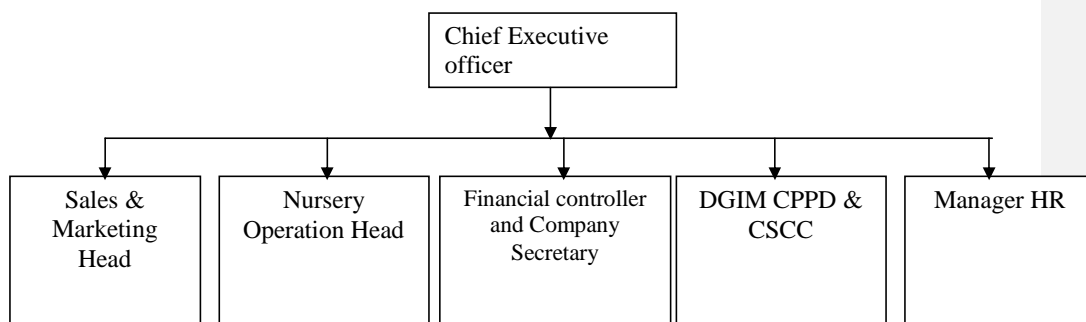 Chief Executive
officer
Sales &
Marketing
Head
Nursery
Operation Head
Financial controller
and Company
Secretary
DGIM CPPD &
CSCC
Manager HR